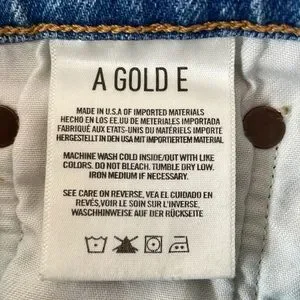 A GOLD E
MADE IN U.S.A OF IMPORTED MATERIALS
HECHO EN LOS EE.UU DE METERIALES IMPORTADA
FABRIQUÉ AUX ETATS-UNIS DU MATÉRIELS IMPORTÉ
HERGESTELLT IN DEN USA MIT IMPORTIERTEM MATERIAL
MACHINE WASH COLD INSIDE/OUT WITH LIKE
COLORS. DO NOT BLEACH. TUMBLE DRY LOW.
IRON MEDIUM IF NECESSARY.
SEE CARE ON REVERSE, VEA EL CUIDADO EN
REVÉS, VOIR LE SOIN SUR L'INVERSE.
WASCHHINWEISE AUF DER RÜCKSEITE